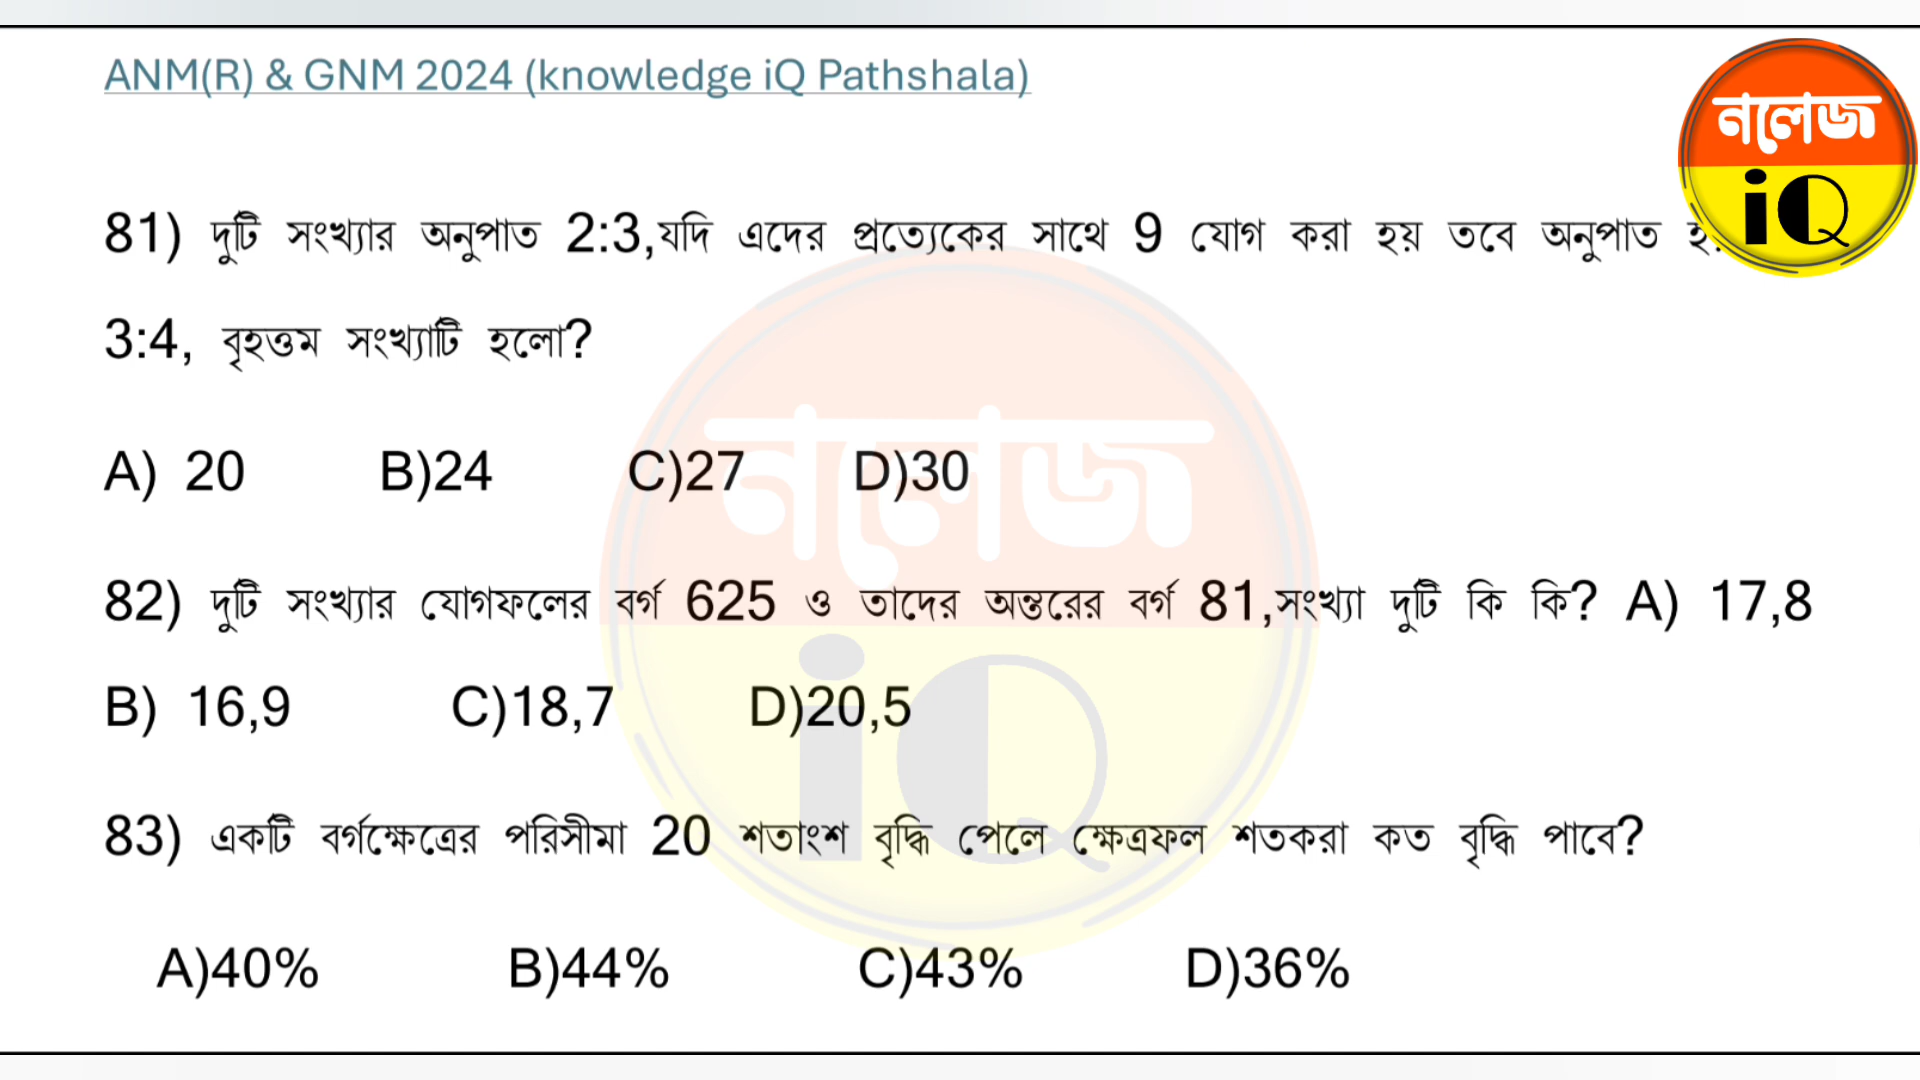 ANM(R) & GNM 2024 (knowledge iQ Pathshala)
নলেজ
iQ
81) দুটি সংখ্যার অনুপাত 2:3,যদি এদের প্রত্যেকের সাথে 9 যোগ করা হয় তবে অনুপাত
3:4, বৃহত্তম সংখ্যাটি হলো?
A) 20 B)24 C)27 D)30
নলেজ
82) দুটি সংখ্যার যোগফলের বর্গ 625 ও তাদের অন্তরের বর্গ 81,সংখ্যা দুটি কি কি? A) 17,8
B) 16,9 C)18,7 D)20,5
iQ
83) একটি বর্গক্ষেত্রের পরিসীমা 20 শতাংশ বৃদ্ধি পেলে ক্ষেত্রফল শতকরা কত বৃদ্ধি পাবে?
A)40% B)44% C)43% D)36%